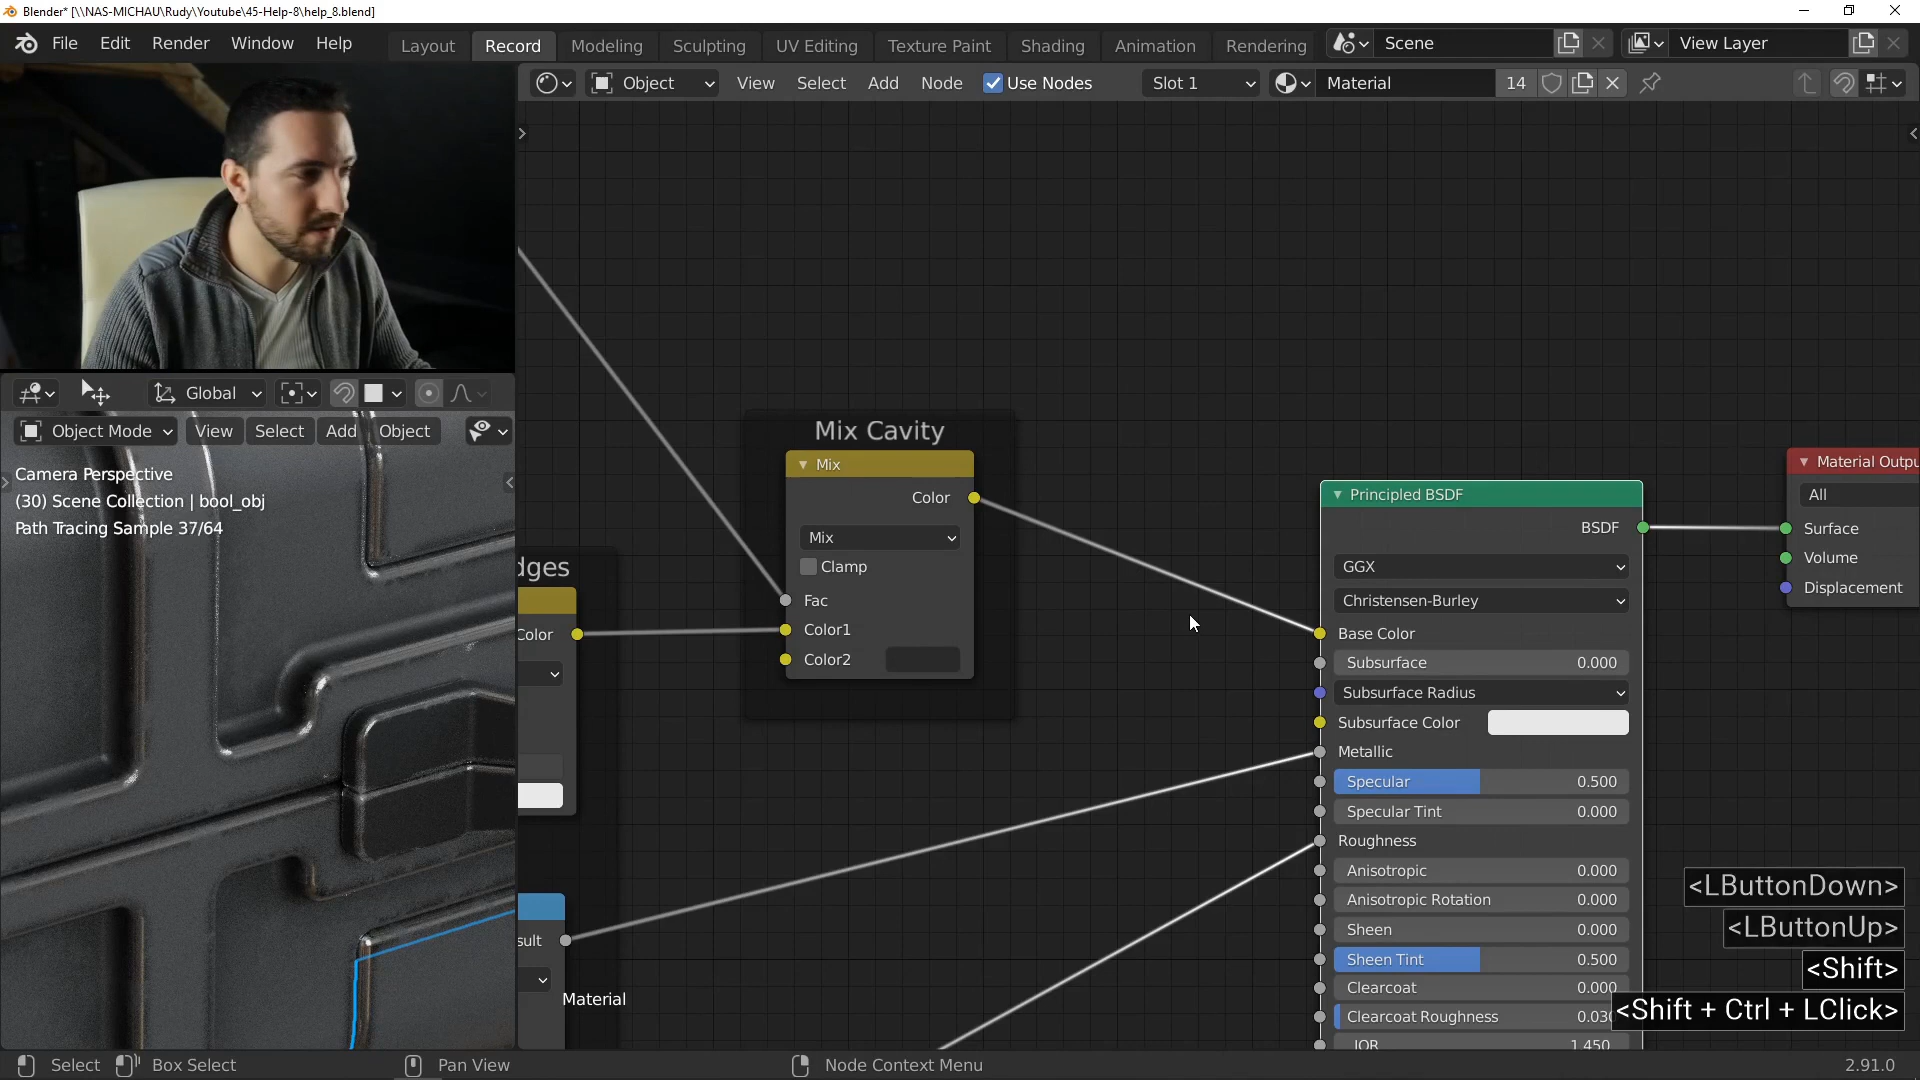 Blender* [\\NAS-MICHAU\Rudy\Youtube\45-Help-8\help_8.blend]
File Edit Render Window Help Layout Record Modeling Sculpting UV Editing Texture Paint Shading Animation Rendering Scene View Layer
Object View Select Add Node Use Nodes Slot 1 Material 14
Global
Object Mode View Select Add Object
Camera Perspective
(30) Scene Collection | bool_obj
Path Tracing Sample 37/64
dges
Color
sult
Material
Mix Cavity
Mix
Color
Mix
Clamp
Fac
Color1
Color2
Principled BSDF
BSDF
GGX
Christensen-Burley
Base Color
Subsurface 0.000
Subsurface Radius
Subsurface Color
Metallic
Specular 0.500
Specular Tint 0.000
Roughness
Anisotropic 0.000
Anisotropic Rotation 0.000
Sheen 0.000
Sheen Tint 0.500
Clearcoat 0.000
Clearcoat Roughness 0.030
IOR 1.450
Material Outpu
All
Surface
Volume
Displacement
<LButtonDown>
<LButtonUp>
<Shift>
<Shift + Ctrl + LClick>
Select Box Select Pan View Node Context Menu 2.91.0